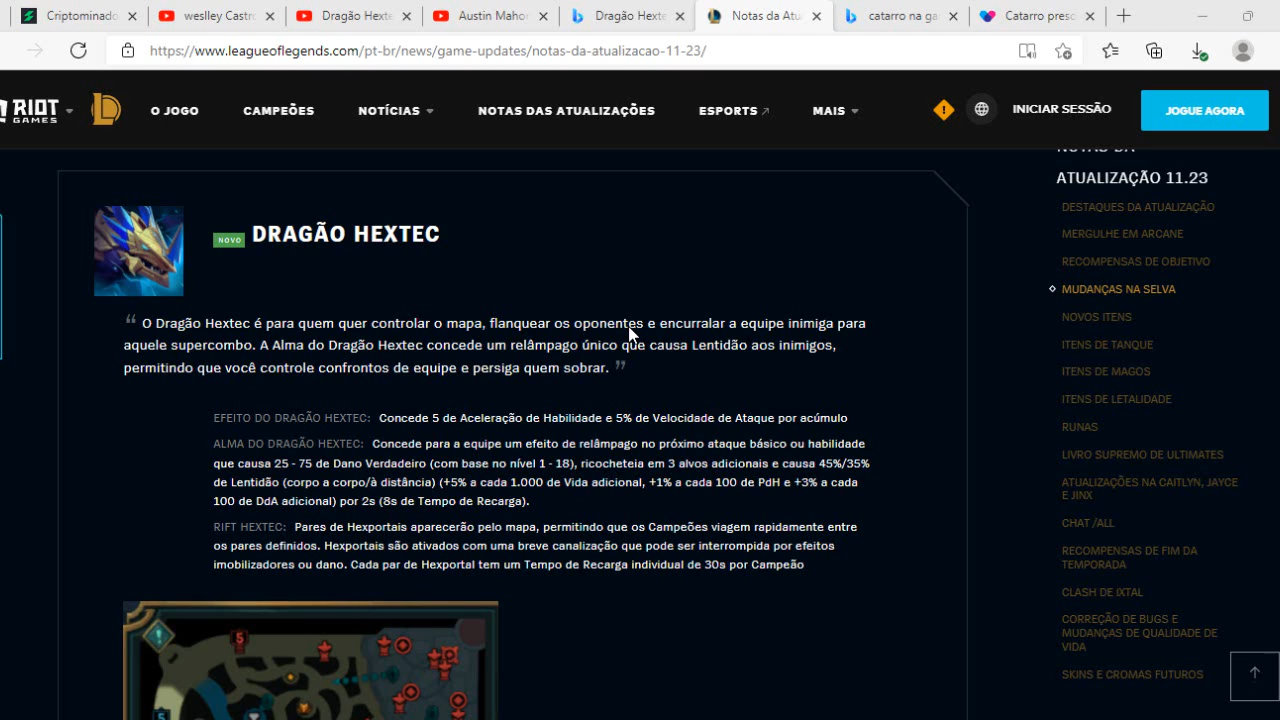 Criptominado
weslley Castro
Dragão Hexte
Austin Maho
Dragão Hexte
Notas da Atu
catarro na ga
Catarro preso
https://www.leagueoflegends.com/pt-br/news/game-updates/notas-da-atualizacao-11-23/
RIOT
GAMES
O JOGO
CAMPEÕES
NOTÍCIAS
NOTAS DAS ATUALIZAÇÕES
ESPORTS
MAIS
INICIAR SESSÃO
JOGUE AGORA
NOVO DRAGÃO HEXTEC
“ O Dragão Hextec é para quem quer controlar o mapa, flanquear os oponentes e encurralar a equipe inimiga para
aquele supercombo. A Alma do Dragão Hextec concede um relâmpago único que causa Lentidão aos inimigos,
permitindo que você controle confrontos de equipe e persiga quem sobrar. ”
EFEITO DO DRAGÃO HEXTEC: Concede 5 de Aceleração de Habilidade e 5% de Velocidade de Ataque por acúmulo
ALMA DO DRAGÃO HEXTEC: Concede para a equipe um efeito de relâmpago no próximo ataque básico ou habilidade
que causa 25 - 75 de Dano Verdadeiro (com base no nível 1 - 18), ricocheteia em 3 alvos adicionais e causa 45%/35%
de Lentidão (corpo a corpo/à distância) (+5% a cada 1.000 de Vida adicional, +1% a cada 100 de PdH e +3% a cada
100 de DdA adicional) por 2s (8s de Tempo de Recarga).
RIFT HEXTEC: Pares de Hexportais aparecerão pelo mapa, permitindo que os Campeões viagem rapidamente entre
os pares definidos. Hexportais são ativados com uma breve canalização que pode ser interrompida por efeitos
imobilizadores ou dano. Cada par de Hexportal tem um Tempo de Recarga individual de 30s por Campeão
5
5
NOTAS DA
ATUALIZAÇÃO 11.23
DESTAQUES DA ATUALIZAÇÃO
MERGULHE EM ARCANE
RECOMPENSAS DE OBJETIVO
MUDANÇAS NA SELVA
NOVOS ITENS
ITENS DE TANQUE
ITENS DE MAGOS
ITENS DE LETALIDADE
RUNAS
LIVRO SUPREMO DE ULTIMATES
ATUALIZAÇÕES NA CAITLYN, JAYCE
E JINX
CHAT /ALL
RECOMPENSAS DE FIM DA
TEMPORADA
CLASH DE IXTAL
CORREÇÃO DE BUGS E
MUDANÇAS DE QUALIDADE DE
VIDA
SKINS E CROMAS FUTUROS